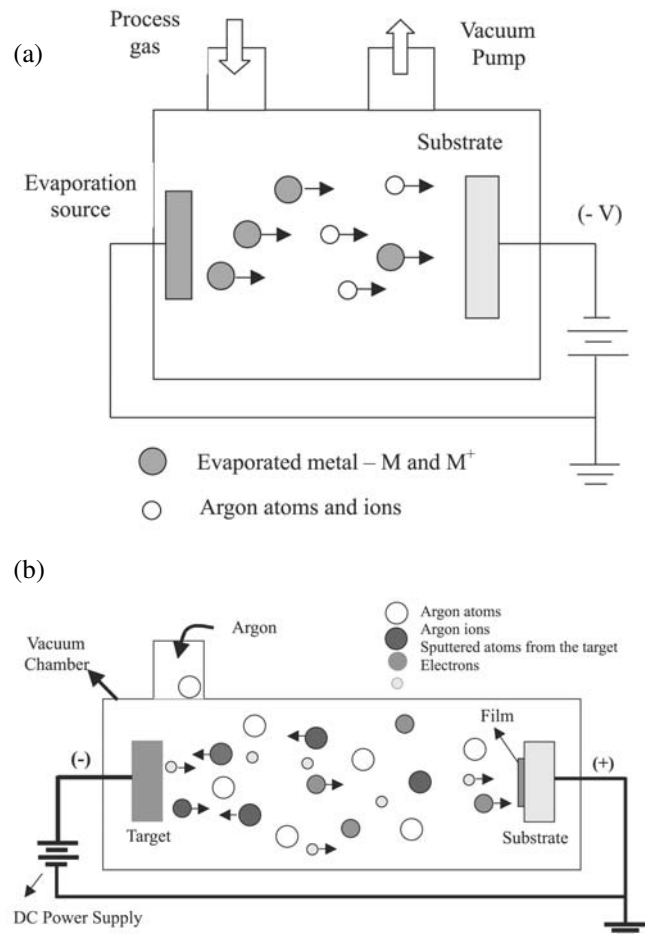 (a)
Process
gas
Vacuum
Pump
Substrate
Evaporation
source
(- V)
Evaporated metal – M and M⁺
Argon atoms and ions
(b)
Argon
Argon atoms
Argon ions
Sputtered atoms from the target
Electrons
Vacuum
Chamber
Film
(-)
(+)
Target
Substrate
DC Power Supply